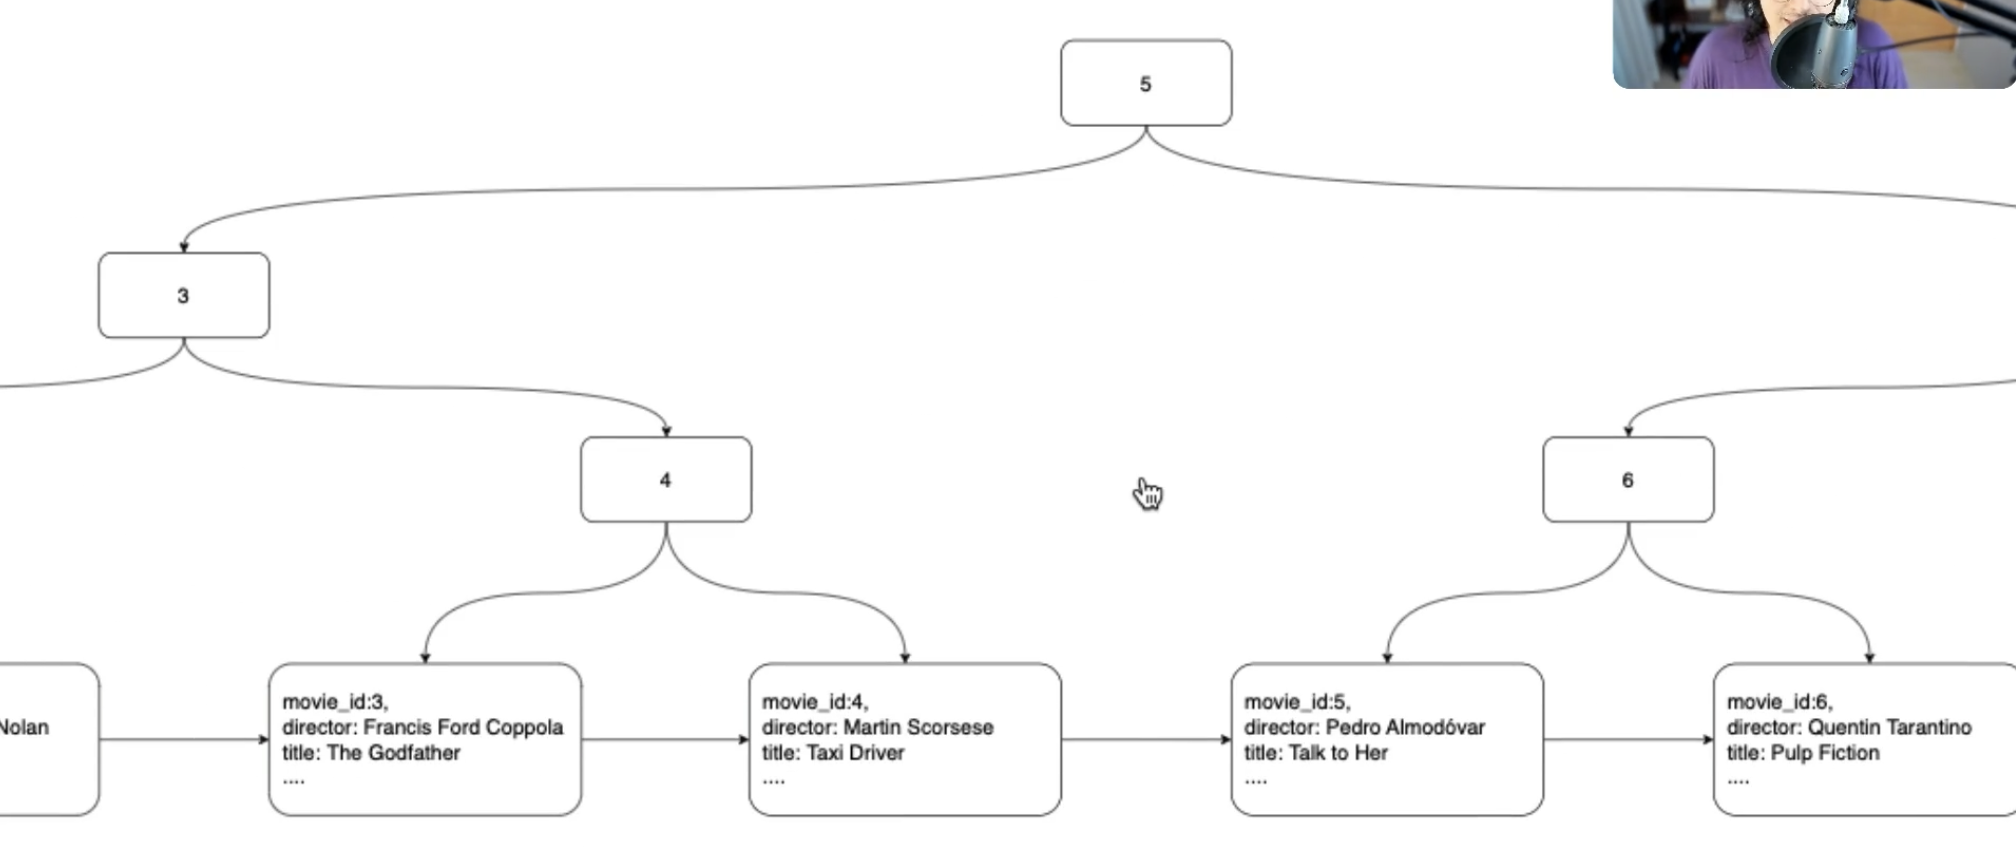 5
3
4
6
Nolan
movie_id:3,
director: Francis Ford Coppola
title: The Godfather
....
movie_id:4,
director: Martin Scorsese
title: Taxi Driver
....
movie_id:5,
director: Pedro Almodóvar
title: Talk to Her
....
movie_id:6,
director: Quentin Tarantino
title: Pulp Fiction
....